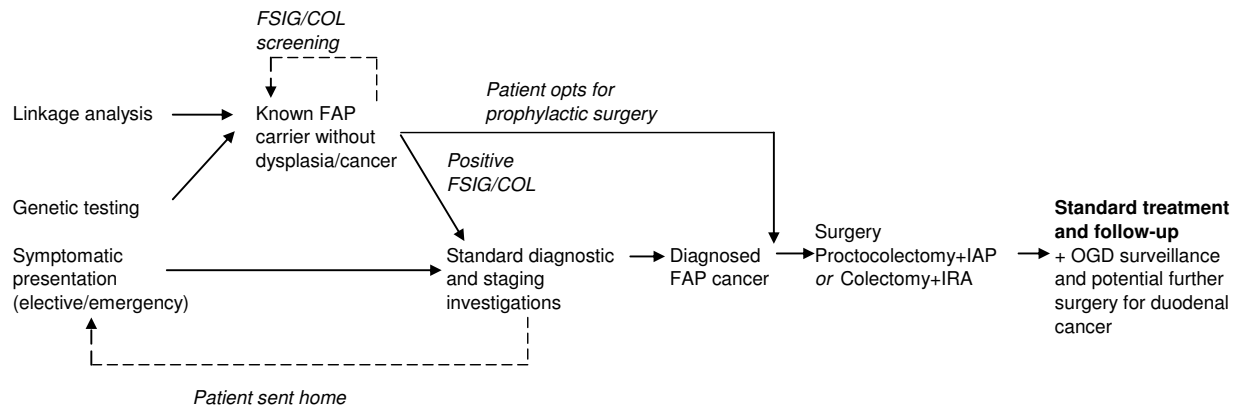 FSIG/COL
screening
Linkage analysis
Known FAP
carrier without
dysplasia/cancer
Patient opts for
prophylactic surgery
Positive
FSIG/COL
Genetic testing
Symptomatic
presentation
(elective/emergency)
Standard diagnostic
and staging
investigations
Diagnosed
FAP cancer
Surgery
Proctocolectomy+IAP
or Colectomy+IRA
Standard treatment
and follow-up
+ OGD surveillance
and potential further
surgery for duodenal
cancer
Patient sent home